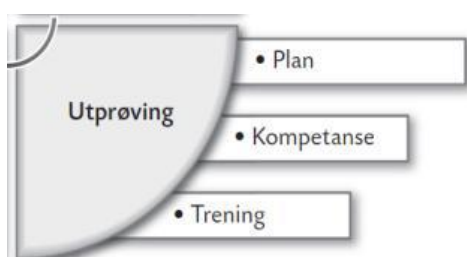 • Plan
Utprøving
• Kompetanse
• Trening